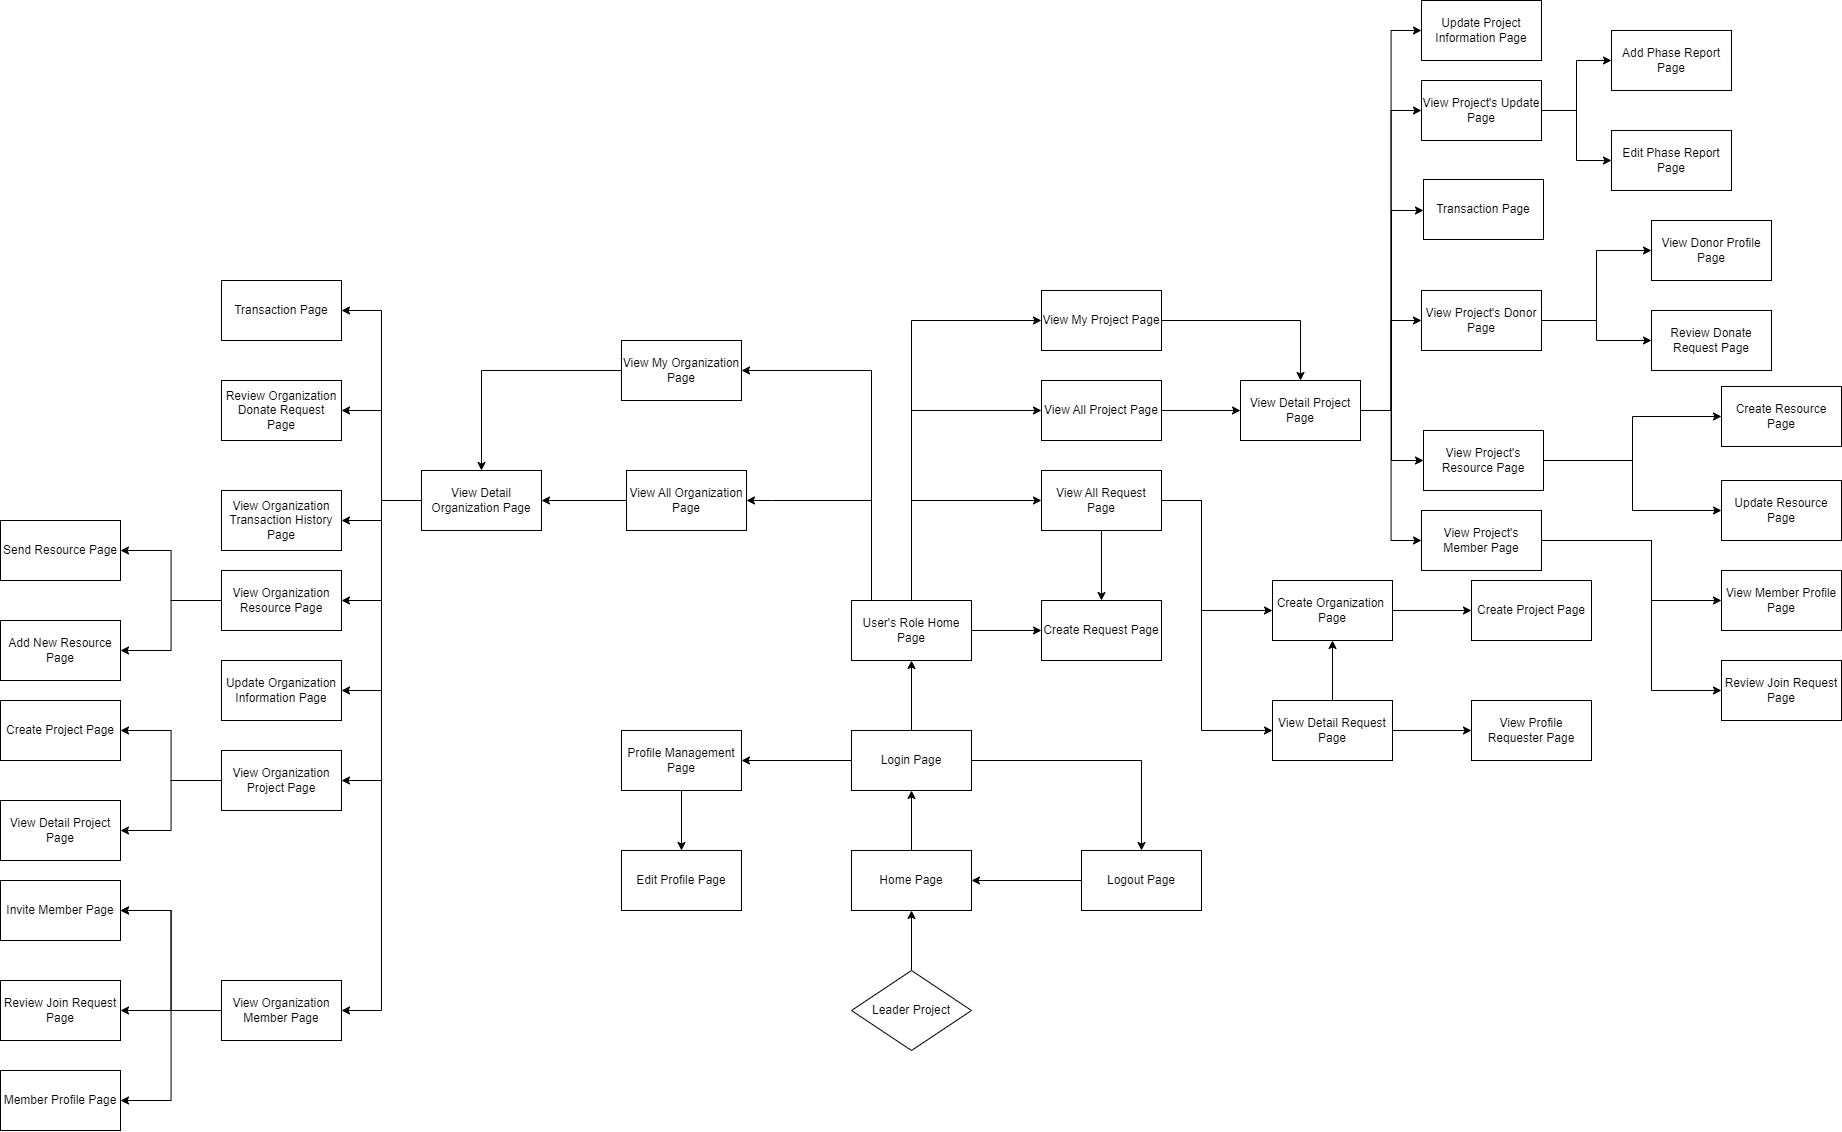 Update Project
Information Page
Add Phase Report
Page
View Project's Update
Page
Edit Phase Report
Page
Transaction Page
View Donor Profile
Page
View Project's Donor
Page
Review Donate
Request Page
Transaction Page
View My Project Page
View My Organization
Page
Review Organization
Donate Request
Page
View All Project Page
View Detail Project
Page
Create Resource
Page
View Project's
Resource Page
View Detail
Organization Page
View All Organization
Page
View All Request
Page
Update Resource
Page
View Organization
Transaction History
Page
View Project's
Member Page
Send Resource Page
View Organization
Resource Page
Add New Resource
Page
User's Role Home
Page
Create Request Page
Create Organization
Page
Create Project Page
View Member Profile
Page
Update Organization
Information Page
Review Join Request
Page
Create Project Page
View Detail Request
Page
View Profile
Requester Page
Profile Management
Page
Login Page
View Organization
Project Page
View Detail Project
Page
Edit Profile Page
Home Page
Logout Page
Invite Member Page
Review Join Request
Page
View Organization
Member Page
Leader Project
Member Profile Page